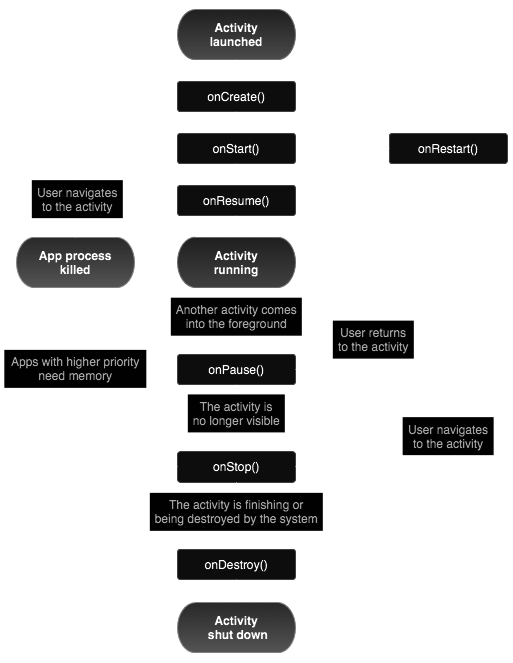 Activity
launched
onCreate()
onStart()
onRestart()
User navigates
to the activity
onResume()
App process
killed
Activity
running
Another activity comes
into the foreground
User returns
to the activity
Apps with higher priority
need memory
onPause()
The activity is
no longer visible
User navigates
to the activity
onStop()
The activity is finishing or
being destroyed by the system
onDestroy()
Activity
shut down